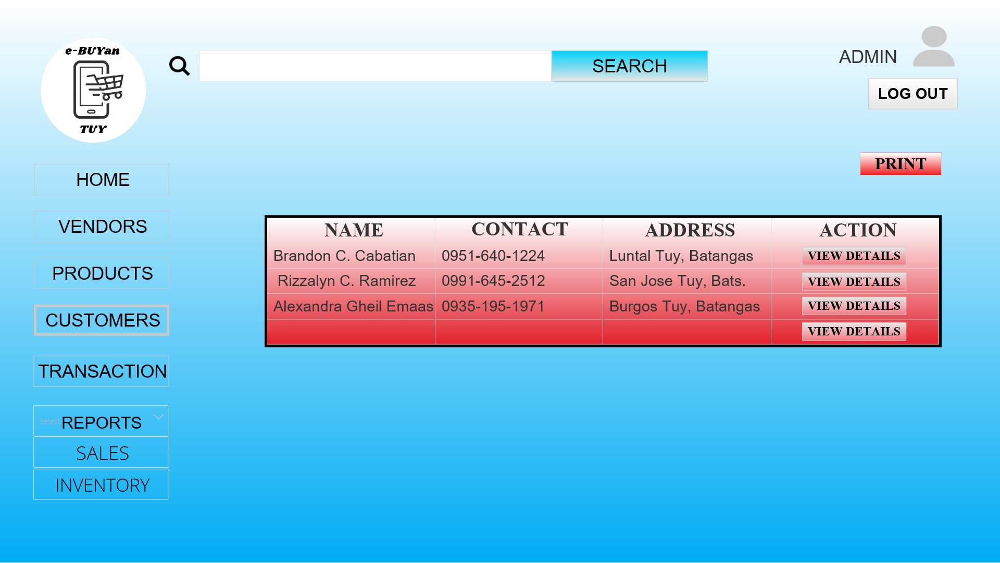 e-BUYan
TUY
SEARCH
ADMIN
LOG OUT
PRINT
HOME
VENDORS
PRODUCTS
CUSTOMERS
TRANSACTION
Select
REPORTS
SALES
INVENTORY
NAME CONTACT ADDRESS ACTION
Brandon C. Cabatian 0951-640-1224 Luntal Tuy, Batangas VIEW DETAILS
Rizzalyn C. Ramirez 0991-645-2512 San Jose Tuy, Bats. VIEW DETAILS
Alexandra Gheil Emaas 0935-195-1971 Burgos Tuy, Batangas VIEW DETAILS
VIEW DETAILS